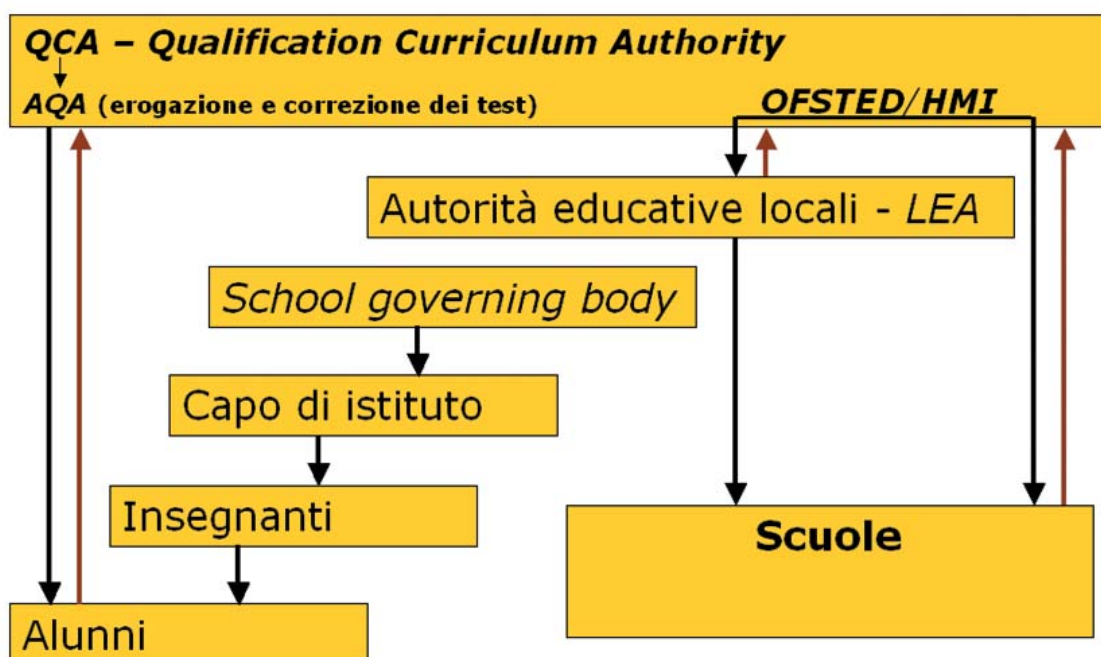 QCA – Qualification Curriculum Authority
AQA (erogazione e correzione dei test)
OFSTED/HMI
Autorità educative locali - LEA
School governing body
Capo di istituto
Insegnanti
Scuole
Alunni